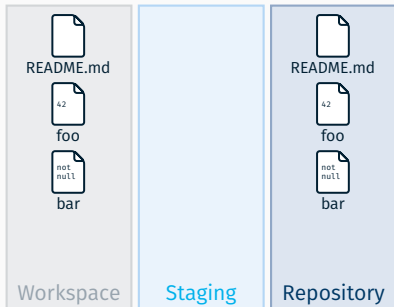 README.md
42
foo
not
null
bar
Workspace
Staging
README.md
42
foo
not
null
bar
Repository